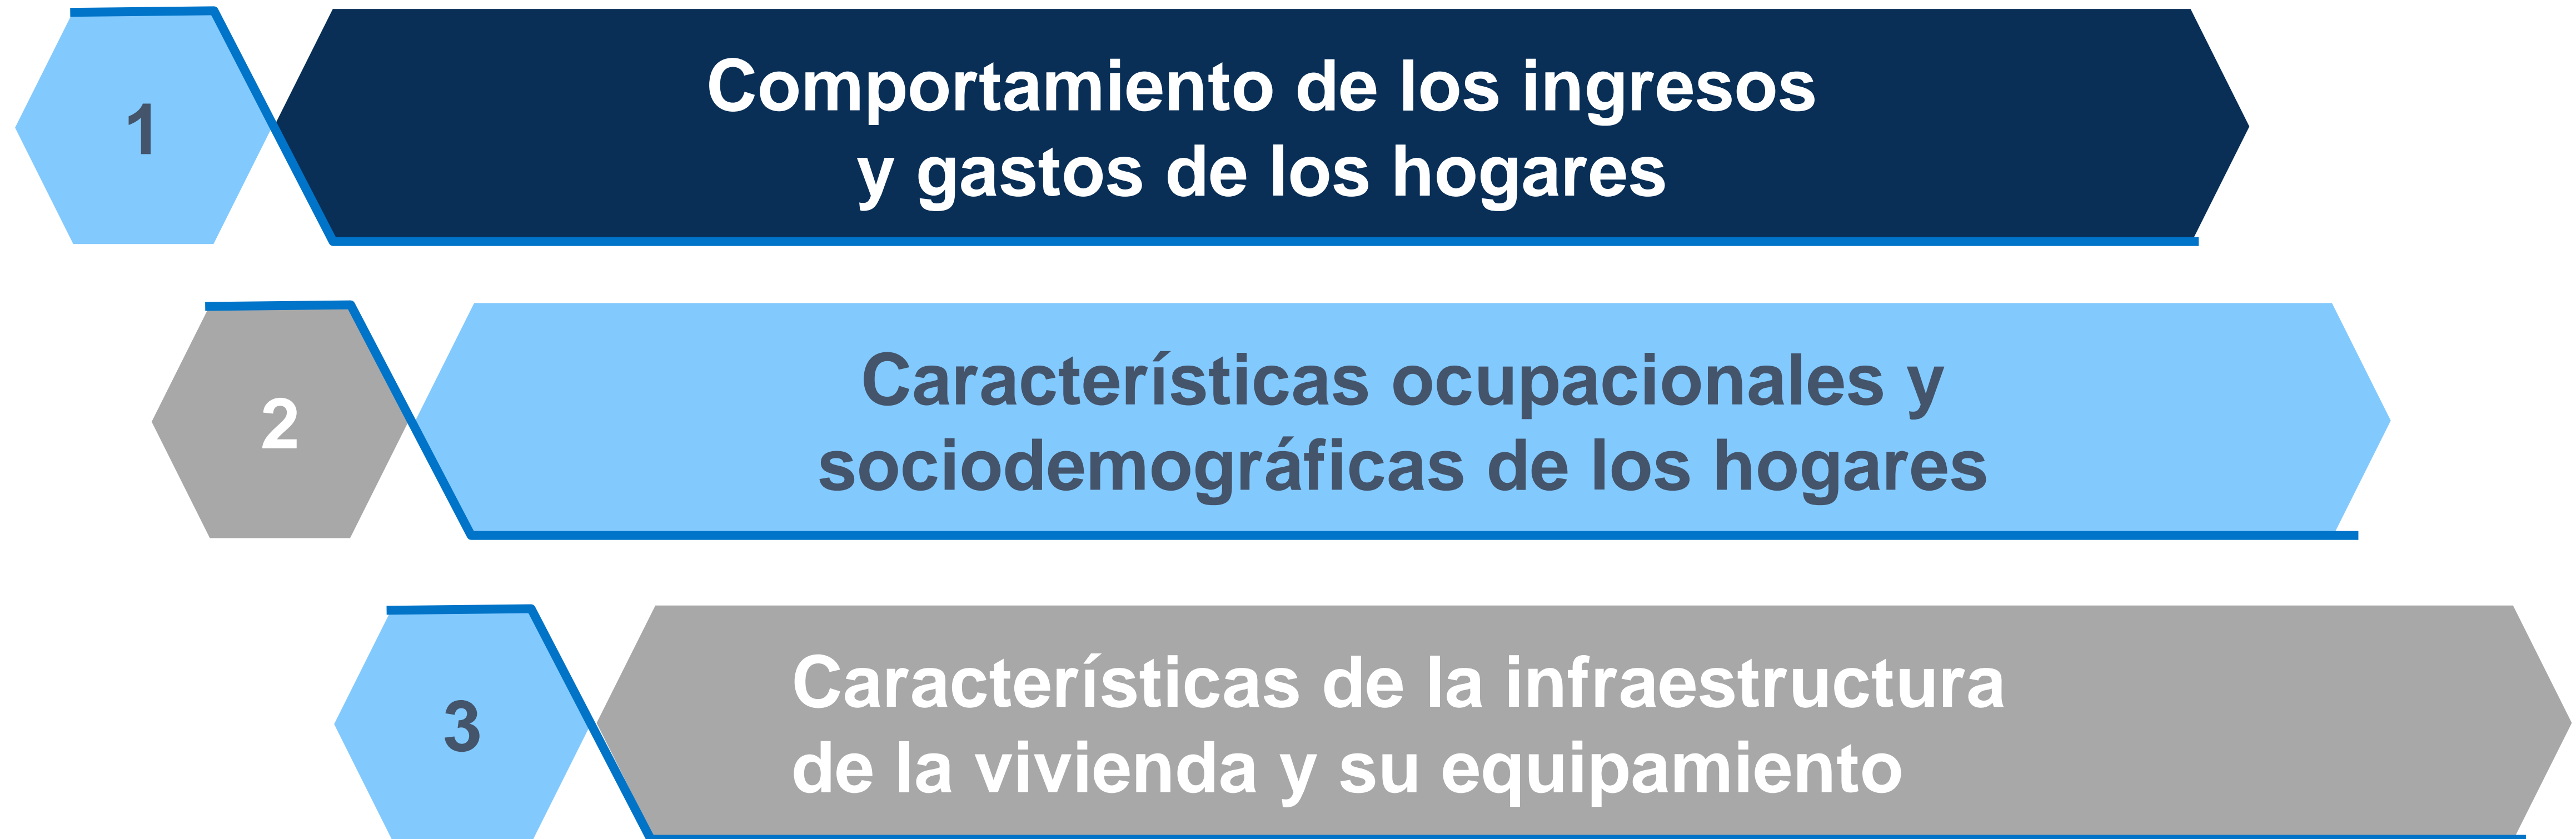 1
Comportamiento de los ingresos
y gastos de los hogares
2
Características ocupacionales y
sociodemográficas de los hogares
3
Características de la infraestructura
de la vivienda y su equipamiento